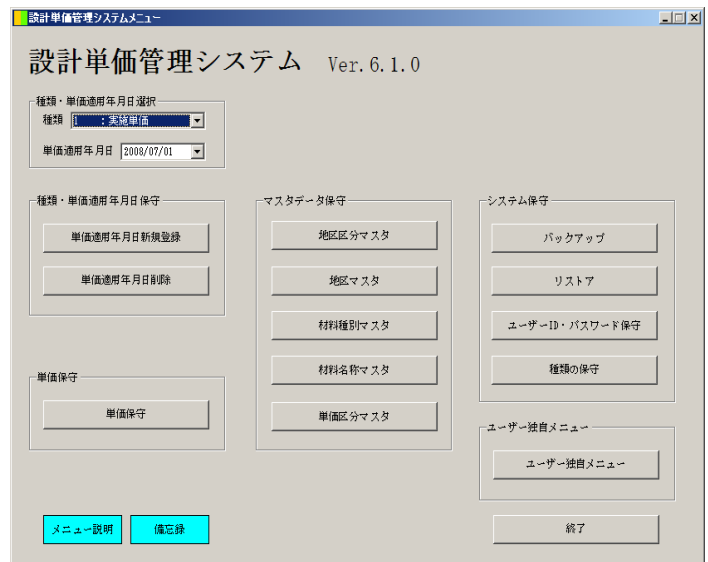 設計単価管理システムメニュー
設計単価管理システム Ver.6.1.0
種類・単価適用年月日選択
種類 1 :実施単価
単価適用年月日 2008/07/01
種類・単価適用年月日保守
単価適用年月日新規登録
単価適用年月日削除
単価保守
単価保守
マスタデータ保守
地区区分マスタ
地区マスタ
材料種別マスタ
材料名称マスタ
単価区分マスタ
システム保守
バックアップ
リストア
ユーザーID・パスワード保守
種類の保守
ユーザー独自メニュー
ユーザー独自メニュー
メニュー説明
備忘録
終了